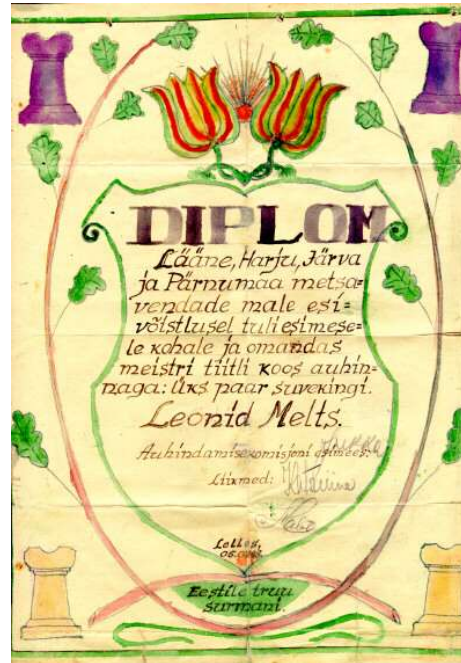 DIPLOM
Lääne, Harju, Järva
ja Pärnumaa metsa=
vendade male esi=
võistlusel tuli esimese=
le kohale ja omandas
meistri tiitli koos auhin=
naga: üks paar suvekingi.
Leonid Melts.
Auhindamisekomisjoni esimees:
Liikmed:
Lelles,
Eestile truu
surmani.